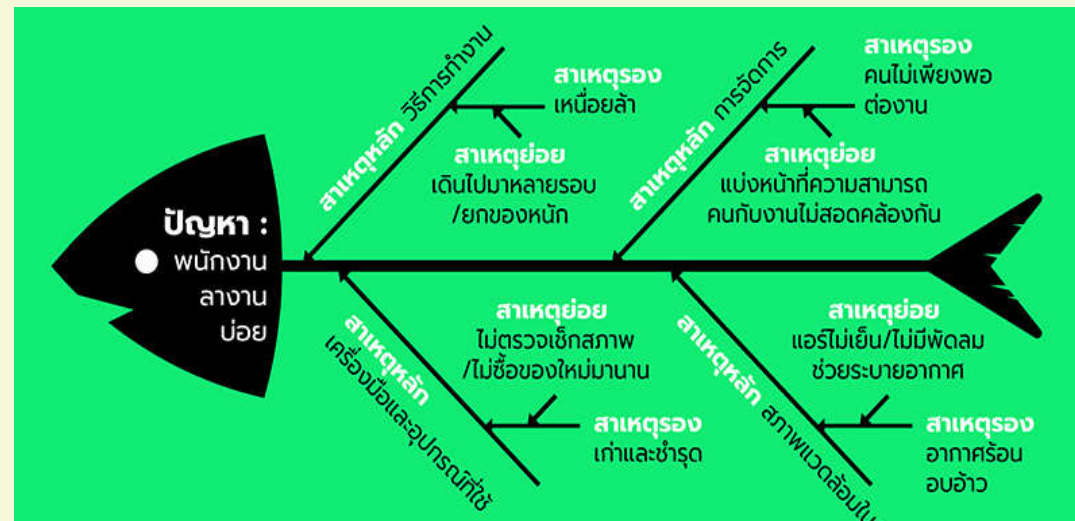 ปัญหา :
พนักงาน
ลางาน
บ่อย
สาเหตุหลัก วิธีการทำงาน
สาเหตุรอง
เหนื่อยล้า
สาเหตุย่อย
เดินไปมาหลายรอบ
/ยกของหนัก
สาเหตุหลัก การจัดการ
สาเหตุรอง
คนไม่เพียงพอ
ต่องาน
สาเหตุย่อย
แบ่งหน้าที่ความสามารถ
คนกับงานไม่สอดคล้องกัน
สาเหตุหลัก
เครื่องมือและอุปกรณ์ที่ใช้
สาเหตุย่อย
ไม่ตรวจเช็กสภาพ
/ไม่ซื้อของใหม่มานาน
สาเหตุรอง
เก่าและชำรุด
สาเหตุหลัก สภาพแวดล้อมใน
สาเหตุย่อย
แอร์ไม่เย็น/ไม่มีพัดลม
ช่วยระบายอากาศ
สาเหตุรอง
อากาศร้อน
อบอ้าว